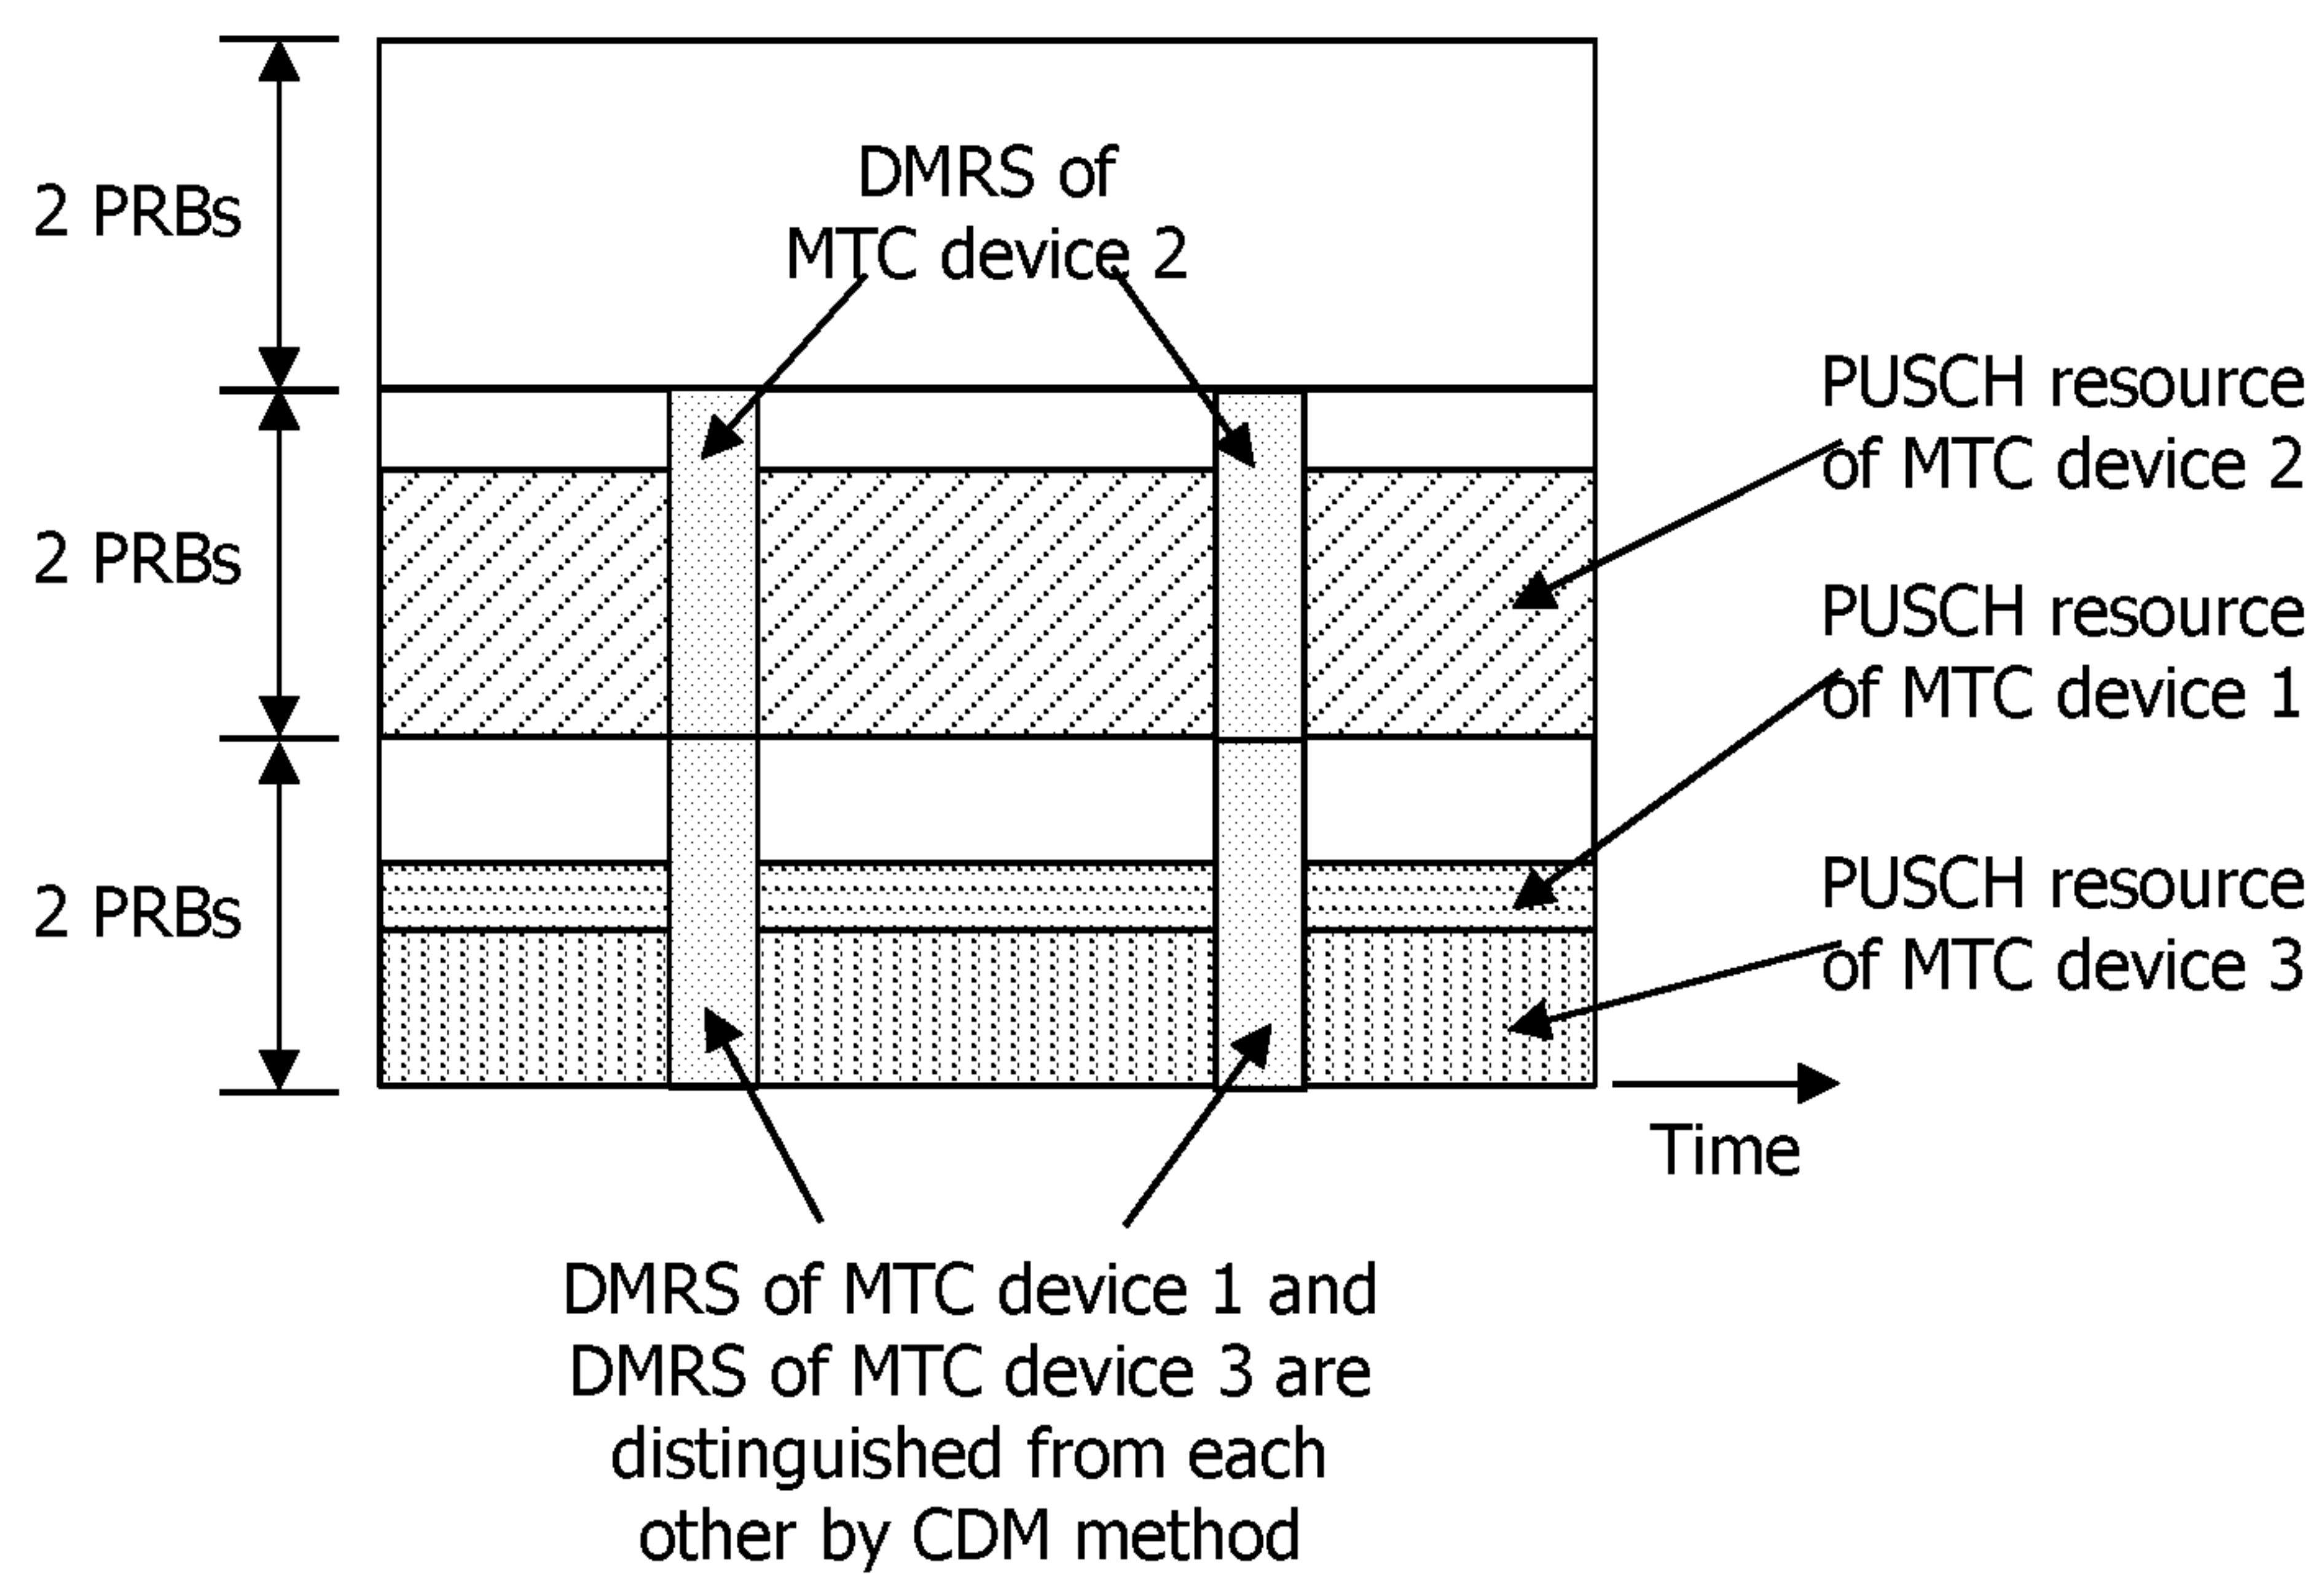 DMRS of
MTC device 2
2 PRBs
2 PRBs
2 PRBs
PUSCH resource
of MTC device 2
PUSCH resource
of MTC device 1
PUSCH resource
of MTC device 3
Time
DMRS of MTC device 1 and
DMRS of MTC device 3 are
distinguished from each
other by CDM method